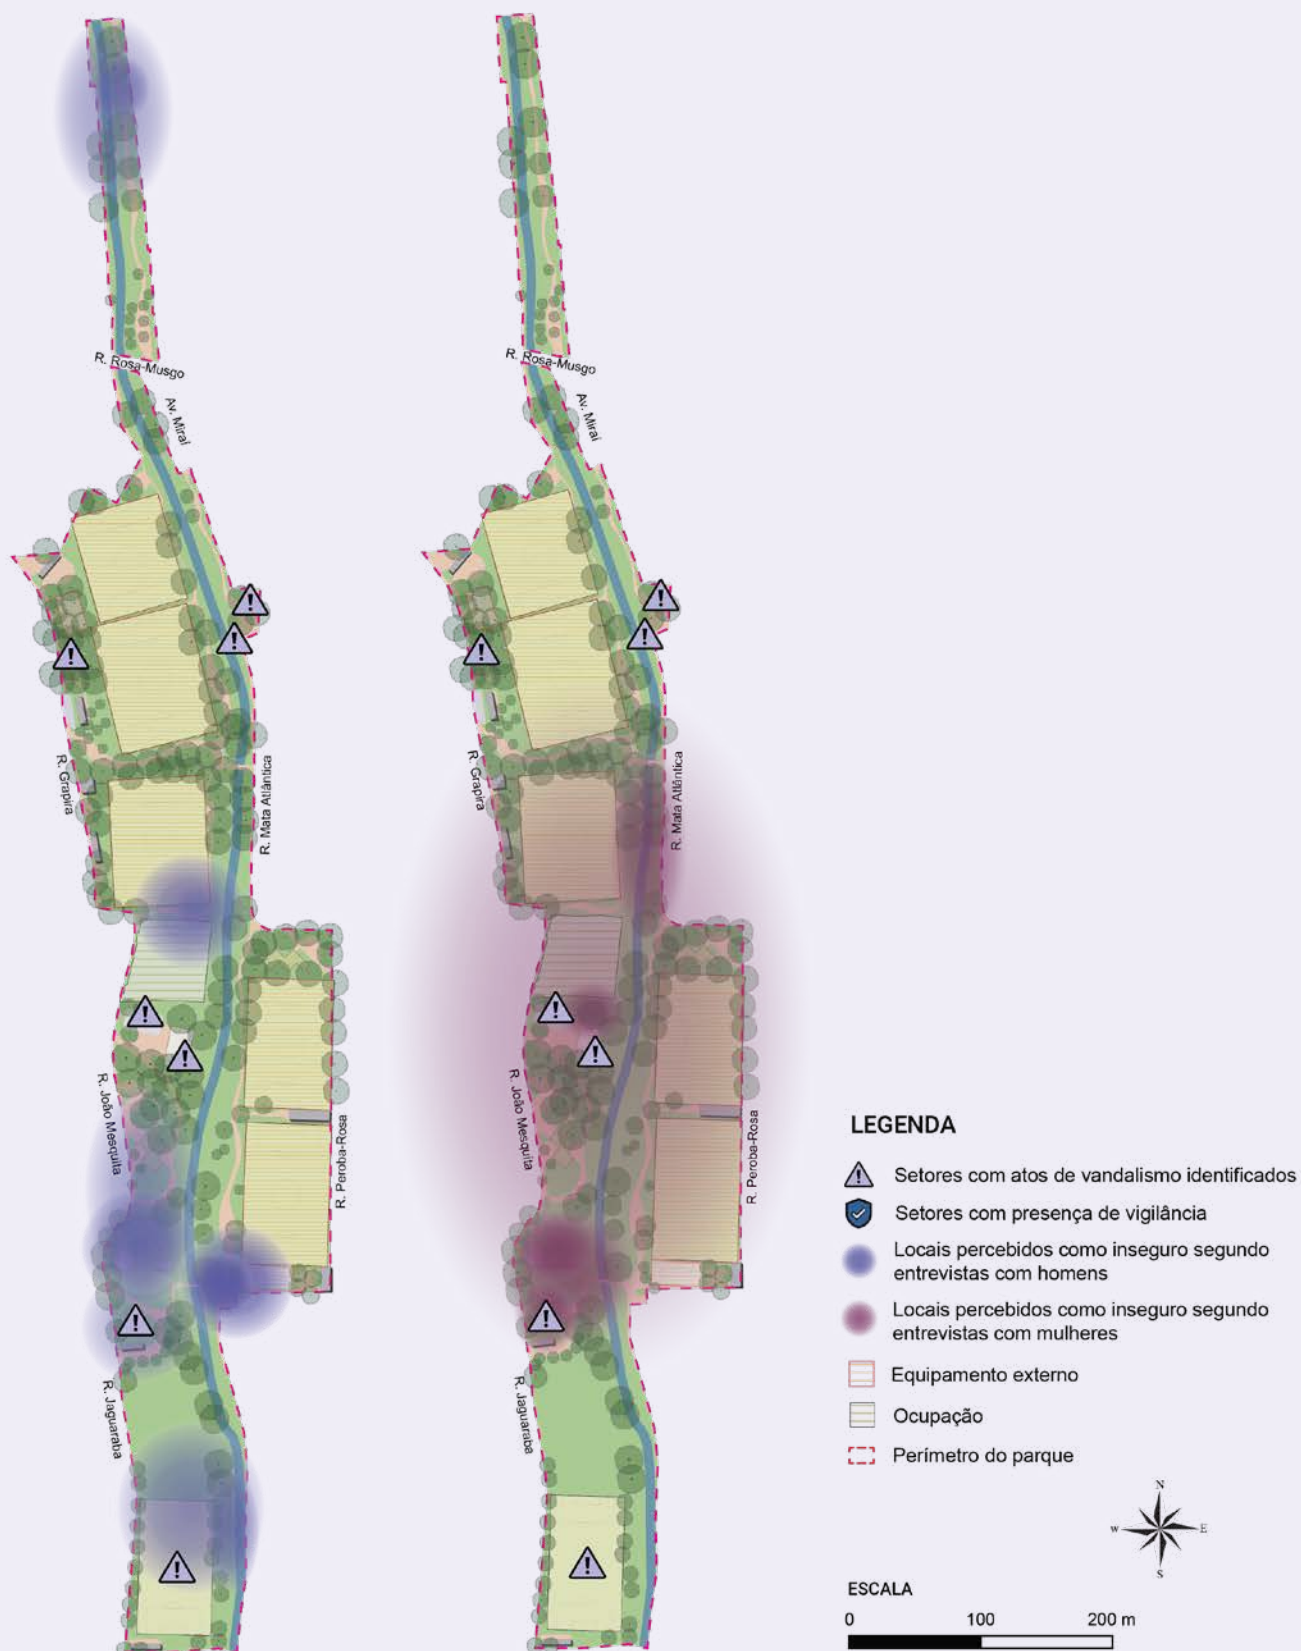 R. Rosa-Musgo
Av. Miraí
R. Grapira
R. Mata Atlântica
R. João Mesquita
R. Peroba-Rosa
R. Jaguaraba
R. Rosa-Musgo
Av. Miraí
R. Grapira
R. Mata Atlântica
R. João Mesquita
R. Peroba-Rosa
R. Jaguaraba
LEGENDA
Setores com atos de vandalismo identificados
Setores com presença de vigilância
Locais percebidos como inseguro segundo
entrevistas com homens
Locais percebidos como inseguro segundo
entrevistas com mulheres
Equipamento externo
Ocupação
Perímetro do parque
N
W E
S
ESCALA
0 100 200 m